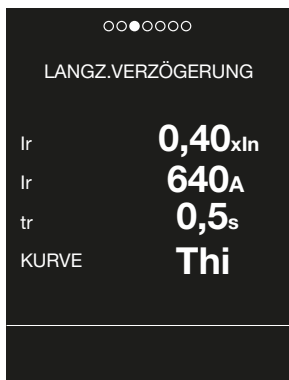 LANGZ.VERZÖGERUNG
Ir 0,40xIn
Ir 640A
tr 0,5s
KURVE Thi